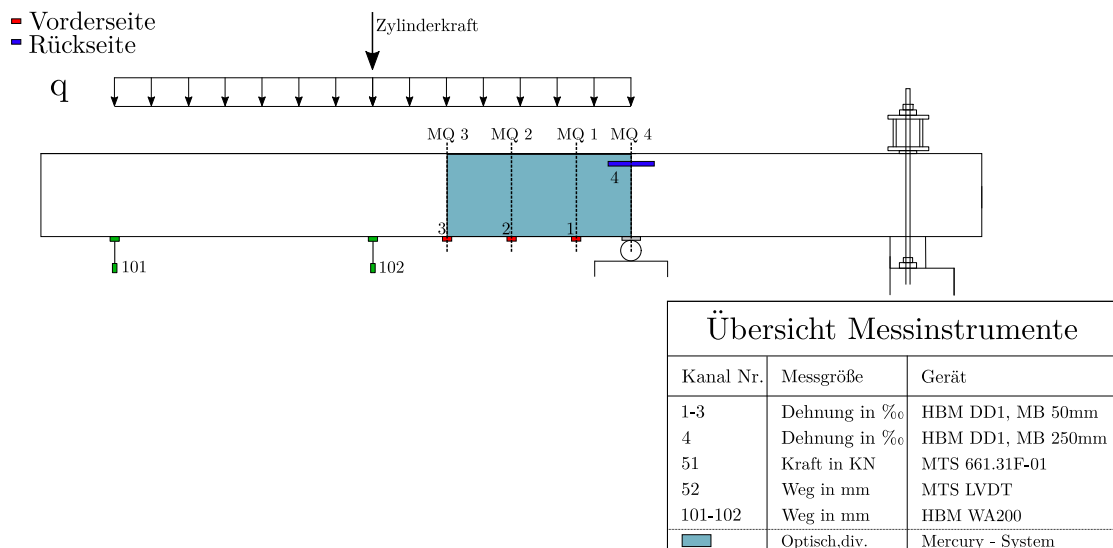 Vorderseite
Rückseite
Zylinderkraft
q
MQ 3 MQ 2 MQ 1 MQ 4
4
3 2 1
101 102
Übersicht Messinstrumente
Kanal Nr. Messgröße Gerät
1-3 Dehnung in ‰ HBM DD1, MB 50mm
4 Dehnung in ‰ HBM DD1, MB 250mm
51 Kraft in KN MTS 661.31F-01
52 Weg in mm MTS LVDT
101-102 Weg in mm HBM WA200
Optisch,div. Mercury - System